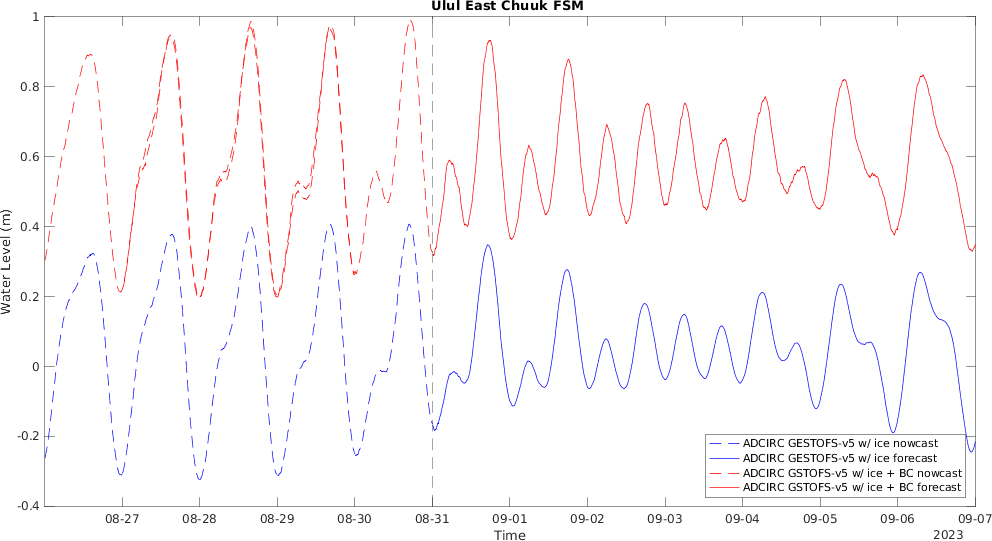 Ulul East Chuuk FSM
1
0.8
0.6
0.4
0.2
0
-0.2
-0.4
Water Level (m)
ADCIRC GESTOFS-v5 w/ ice nowcast
ADCIRC GESTOFS-v5 w/ ice forecast
ADCIRC GSTOFS-v5 w/ ice + BC nowcast
ADCIRC GSTOFS-v5 w/ ice + BC forecast
08-27 08-28 08-29 08-30 08-31 09-01 09-02 09-03 09-04 09-05 09-06 09-07
Time
2023